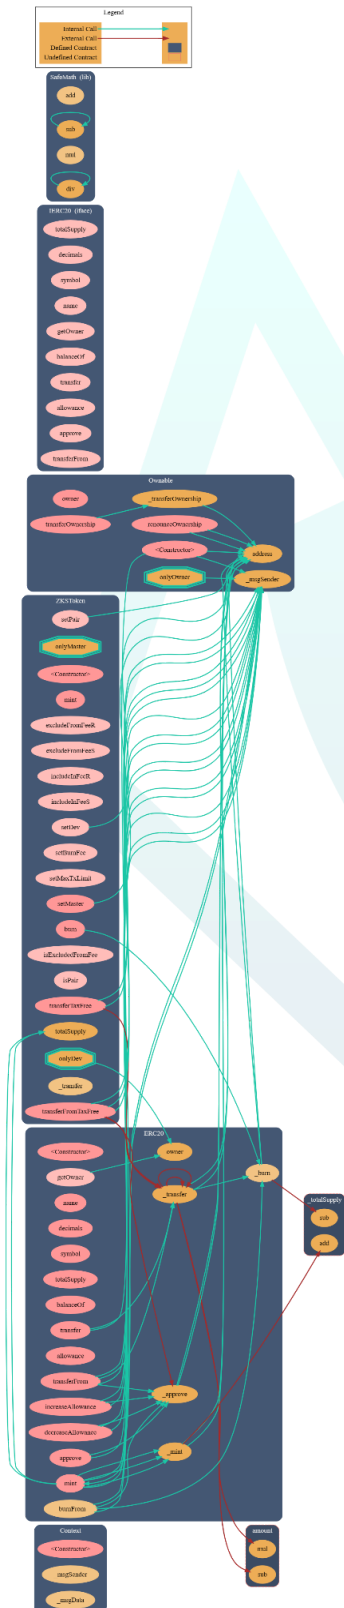 Legend
Internal Call
External Call
Defined Contract
Undefined Contract
SafeMath (lib)
add
sub
mul
div
IERC20 (iface)
totalSupply
decimals
symbol
name
getOwner
balanceOf
transfer
allowance
approve
transferFrom
Ownable
owner
_transferOwnership
transferOwnership
renounceOwnership
<Constructor>
address
onlyOwner
_msgSender
ZKSToken
setPair
onlyMaster
<Constructor>
mint
excludeFromFeeR
excludeFromFeeS
includeInFeeR
includeInFeeS
setDev
setBurnFee
setMaxTxLimit
setMaster
burn
isExcludedFromFee
isPair
transferTaxFree
totalSupply
onlyDev
_transfer
transferFromTaxFree
ERC20
<Constructor>
owner
getOwner
_burn
_transfer
name
_totalSupply
decimals
sub
symbol
add
totalSupply
balanceOf
transfer
allowance
transferFrom
_approve
increaseAllowance
decreaseAllowance
approve
_mint
mint
burnFrom
Context
amount
<Constructor>
mul
_msgSender
sub
_msgData